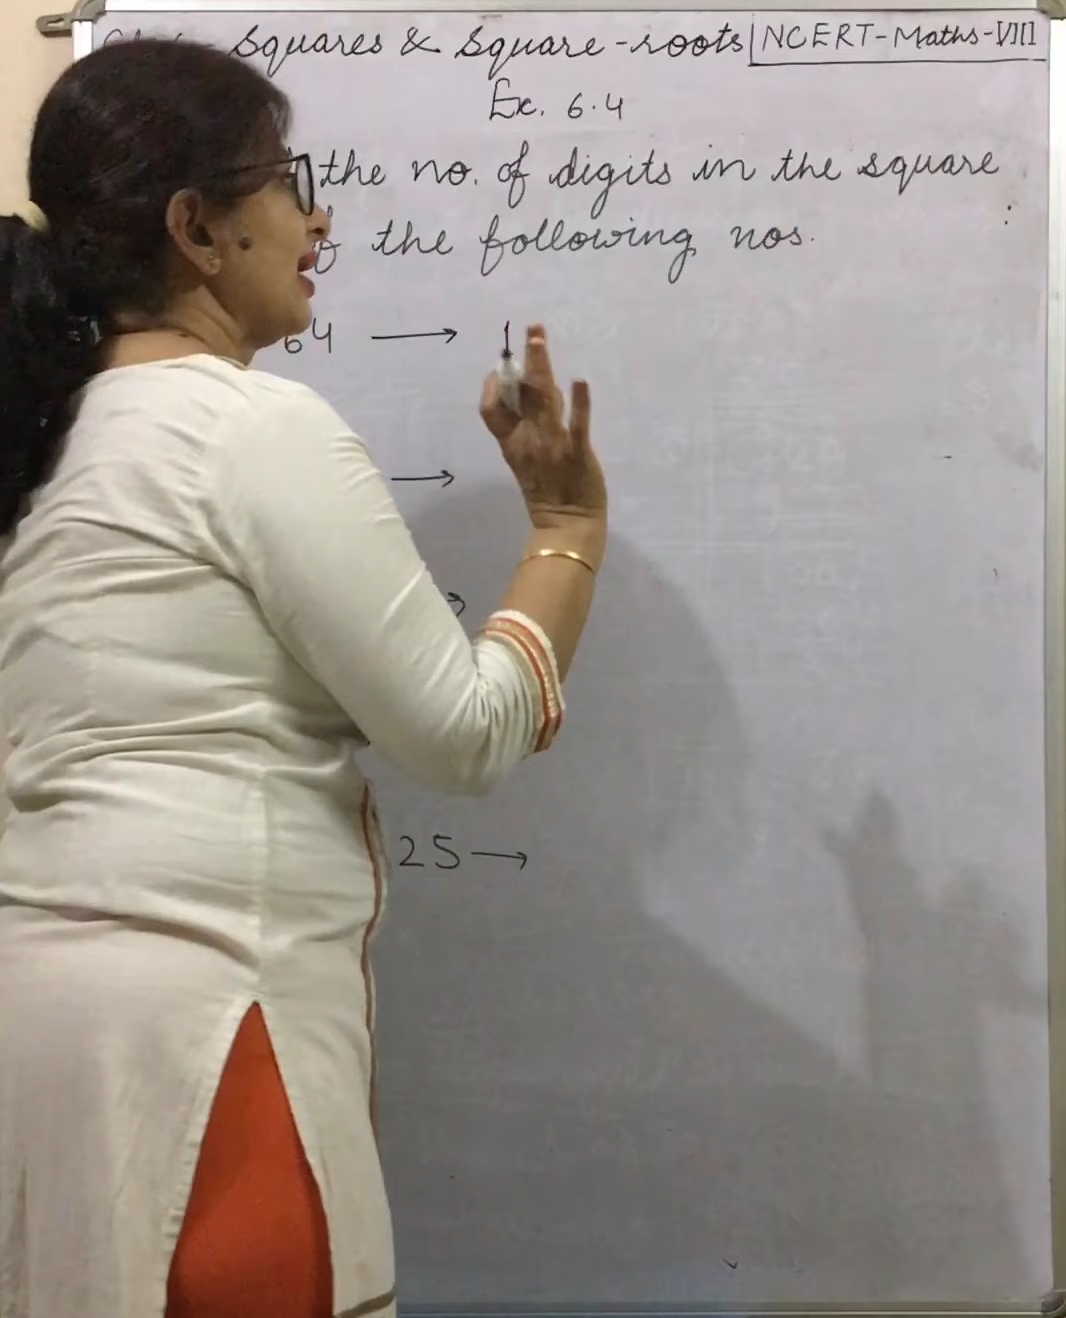 Squares & Square-roots | NCERT-Maths-VIII
Ex. 6.4
the no. of digits in the square
the following nos.
64 → 1
→
→
25 →